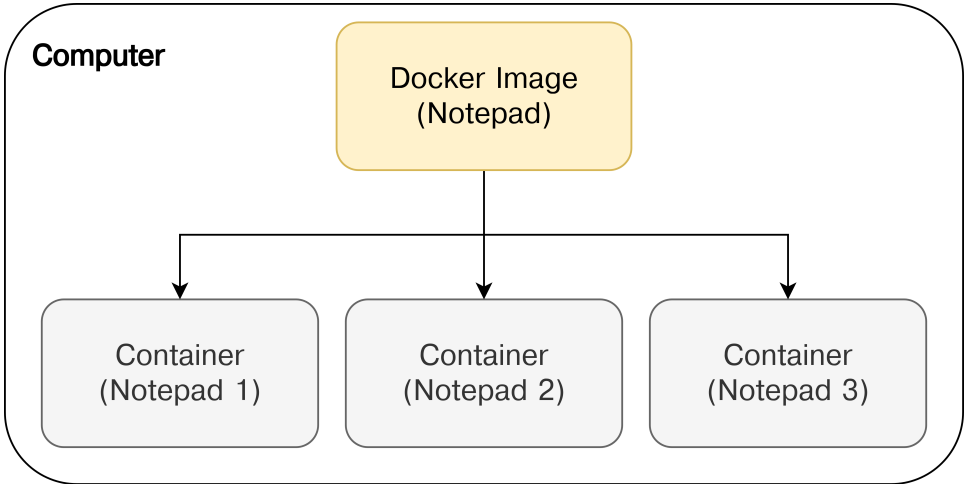 Computer
Docker Image
(Notepad)
Container
(Notepad 1)
Container
(Notepad 2)
Container
(Notepad 3)